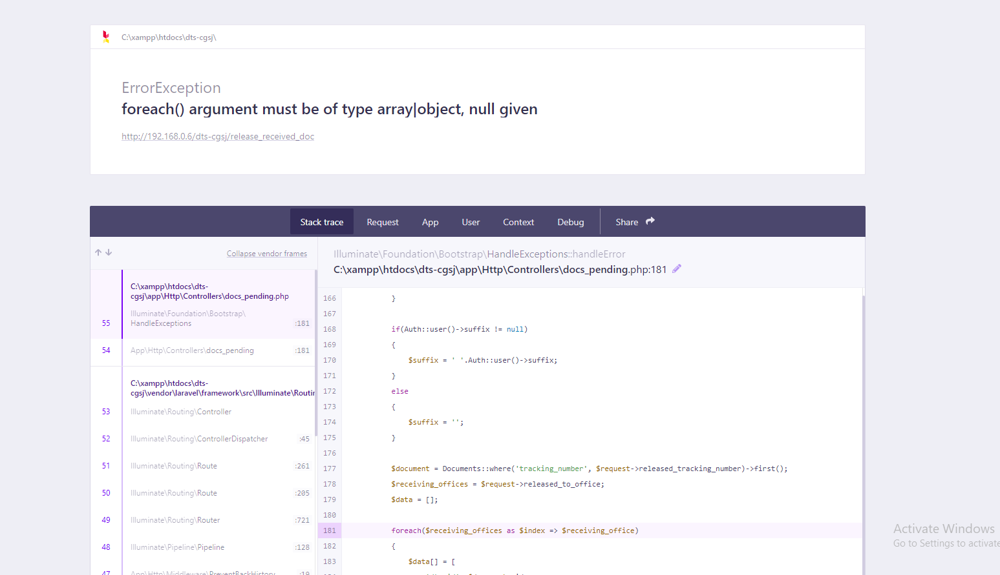 C:\xampp\htdocs\dts-cgsj\
ErrorException
foreach() argument must be of type array|object, null given
http://192.168.0.6/dts-cgsj/release_received_doc
Stack trace
Request
App
User
Context
Debug
Share
Collapse vendor frames
C:\xampp\htdocs\dts-
cgsj\app\Http\Controllers\docs_pending.php
Illuminate\Foundation\Bootstrap\
55 HandleExceptions :181
54 App\Http\Controllers\docs_pending :181
C:\xampp\htdocs\dts-
cgsj\vendor\laravel\framework\src\Illuminate\Routin
53 Illuminate\Routing\Controller
52 Illuminate\Routing\ControllerDispatcher :45
51 Illuminate\Routing\Route :261
50 Illuminate\Routing\Route :205
49 Illuminate\Routing\Router :721
48 Illuminate\Pipeline\Pipeline :128
47 App\Http\Middleware\PreventBackHistory :19
Illuminate\Foundation\Bootstrap\HandleExceptions::handleError
C:\xampp\htdocs\dts-cgsj\app\Http\Controllers\docs_pending.php:181
166 }
167
168 if(Auth::user()->suffix != null)
169 {
170 $suffix = ' '.Auth::user()->suffix;
171 }
172 else
173 {
174 $suffix = '';
175 }
176
177 $document = Documents::where('tracking_number', $request->released_tracking_number)->first();
178 $receiving_offices = $request->released_to_office;
179 $data = [];
180
181 foreach($receiving_offices as $index => $receiving_office)
182 {
183 $data[] = [
Activate Windows
Go to Settings to activate